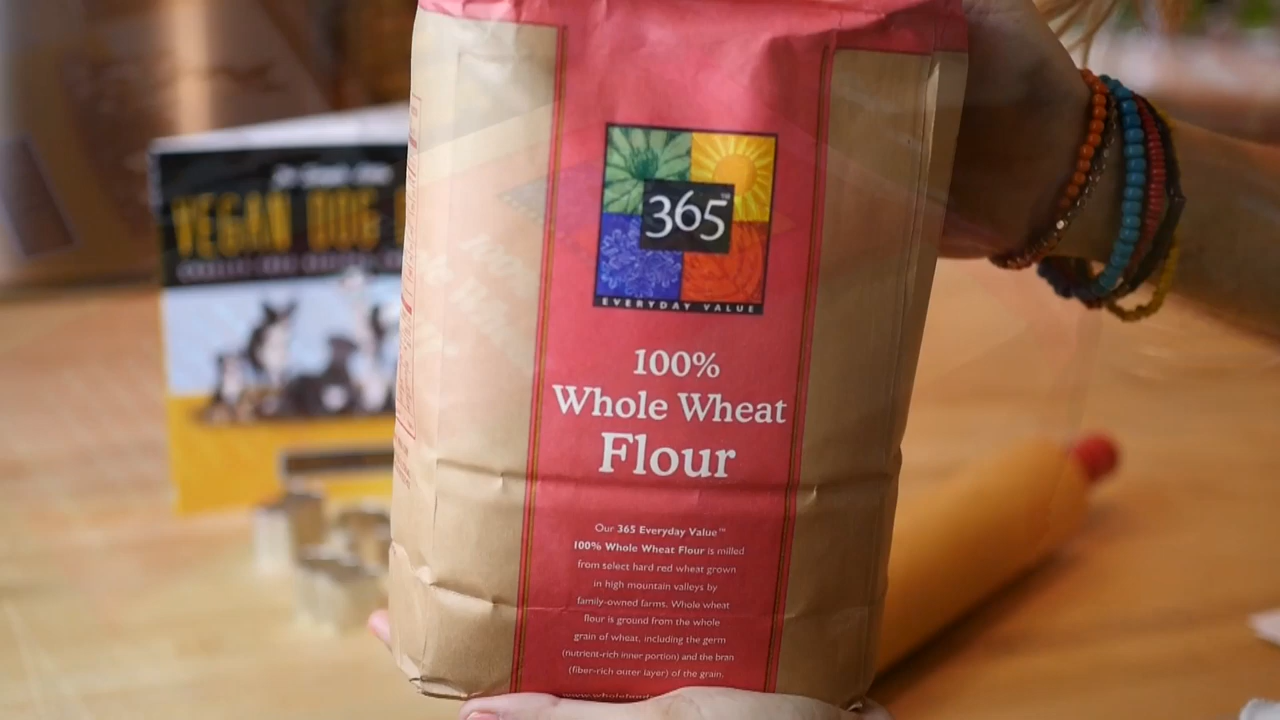 VEGAN DOG
365™
EVERYDAY VALUE
100%
Whole Wheat
Flour
Our 365 Everyday Value™
100% Whole Wheat Flour is milled
from select hard red wheat grown
in high mountain valleys by
family-owned farms. Whole wheat
flour is ground from the whole
grain of wheat, including the germ
(nutrient-rich inner portion) and the bran
(fiber-rich outer layer) of the grain.